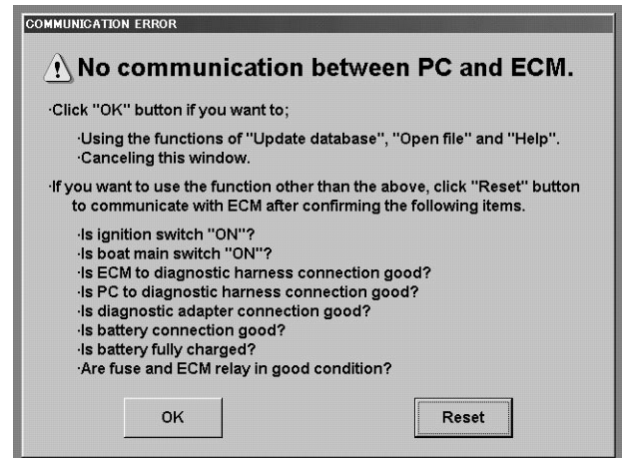 COMMUNICATION ERROR
No communication between PC and ECM.
·Click "OK" button if you want to;
·Using the functions of "Update database", "Open file" and "Help".
·Canceling this window.
·If you want to use the function other than the above, click "Reset" button
to communicate with ECM after confirming the following items.
·Is ignition switch "ON"?
·Is boat main switch "ON"?
·Is ECM to diagnostic harness connection good?
·Is PC to diagnostic harness connection good?
·Is diagnostic adapter connection good?
·Is battery connection good?
·Is battery fully charged?
·Are fuse and ECM relay in good condition?
OK Reset